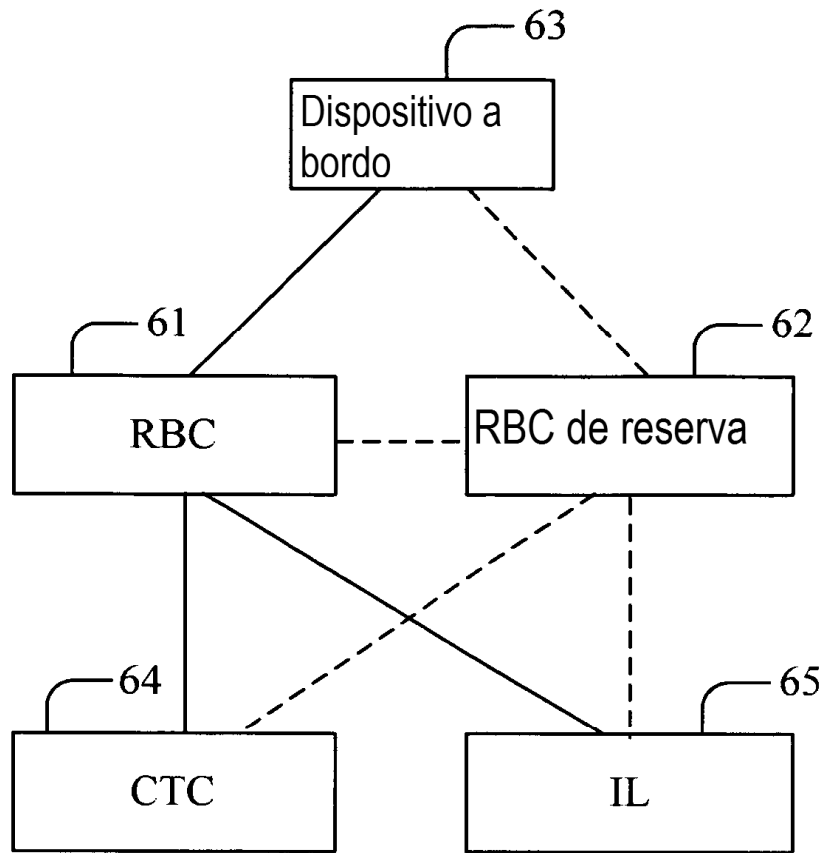 63
Dispositivo a
bordo
61
62
RBC
RBC de reserva
64
65
CTC
IL